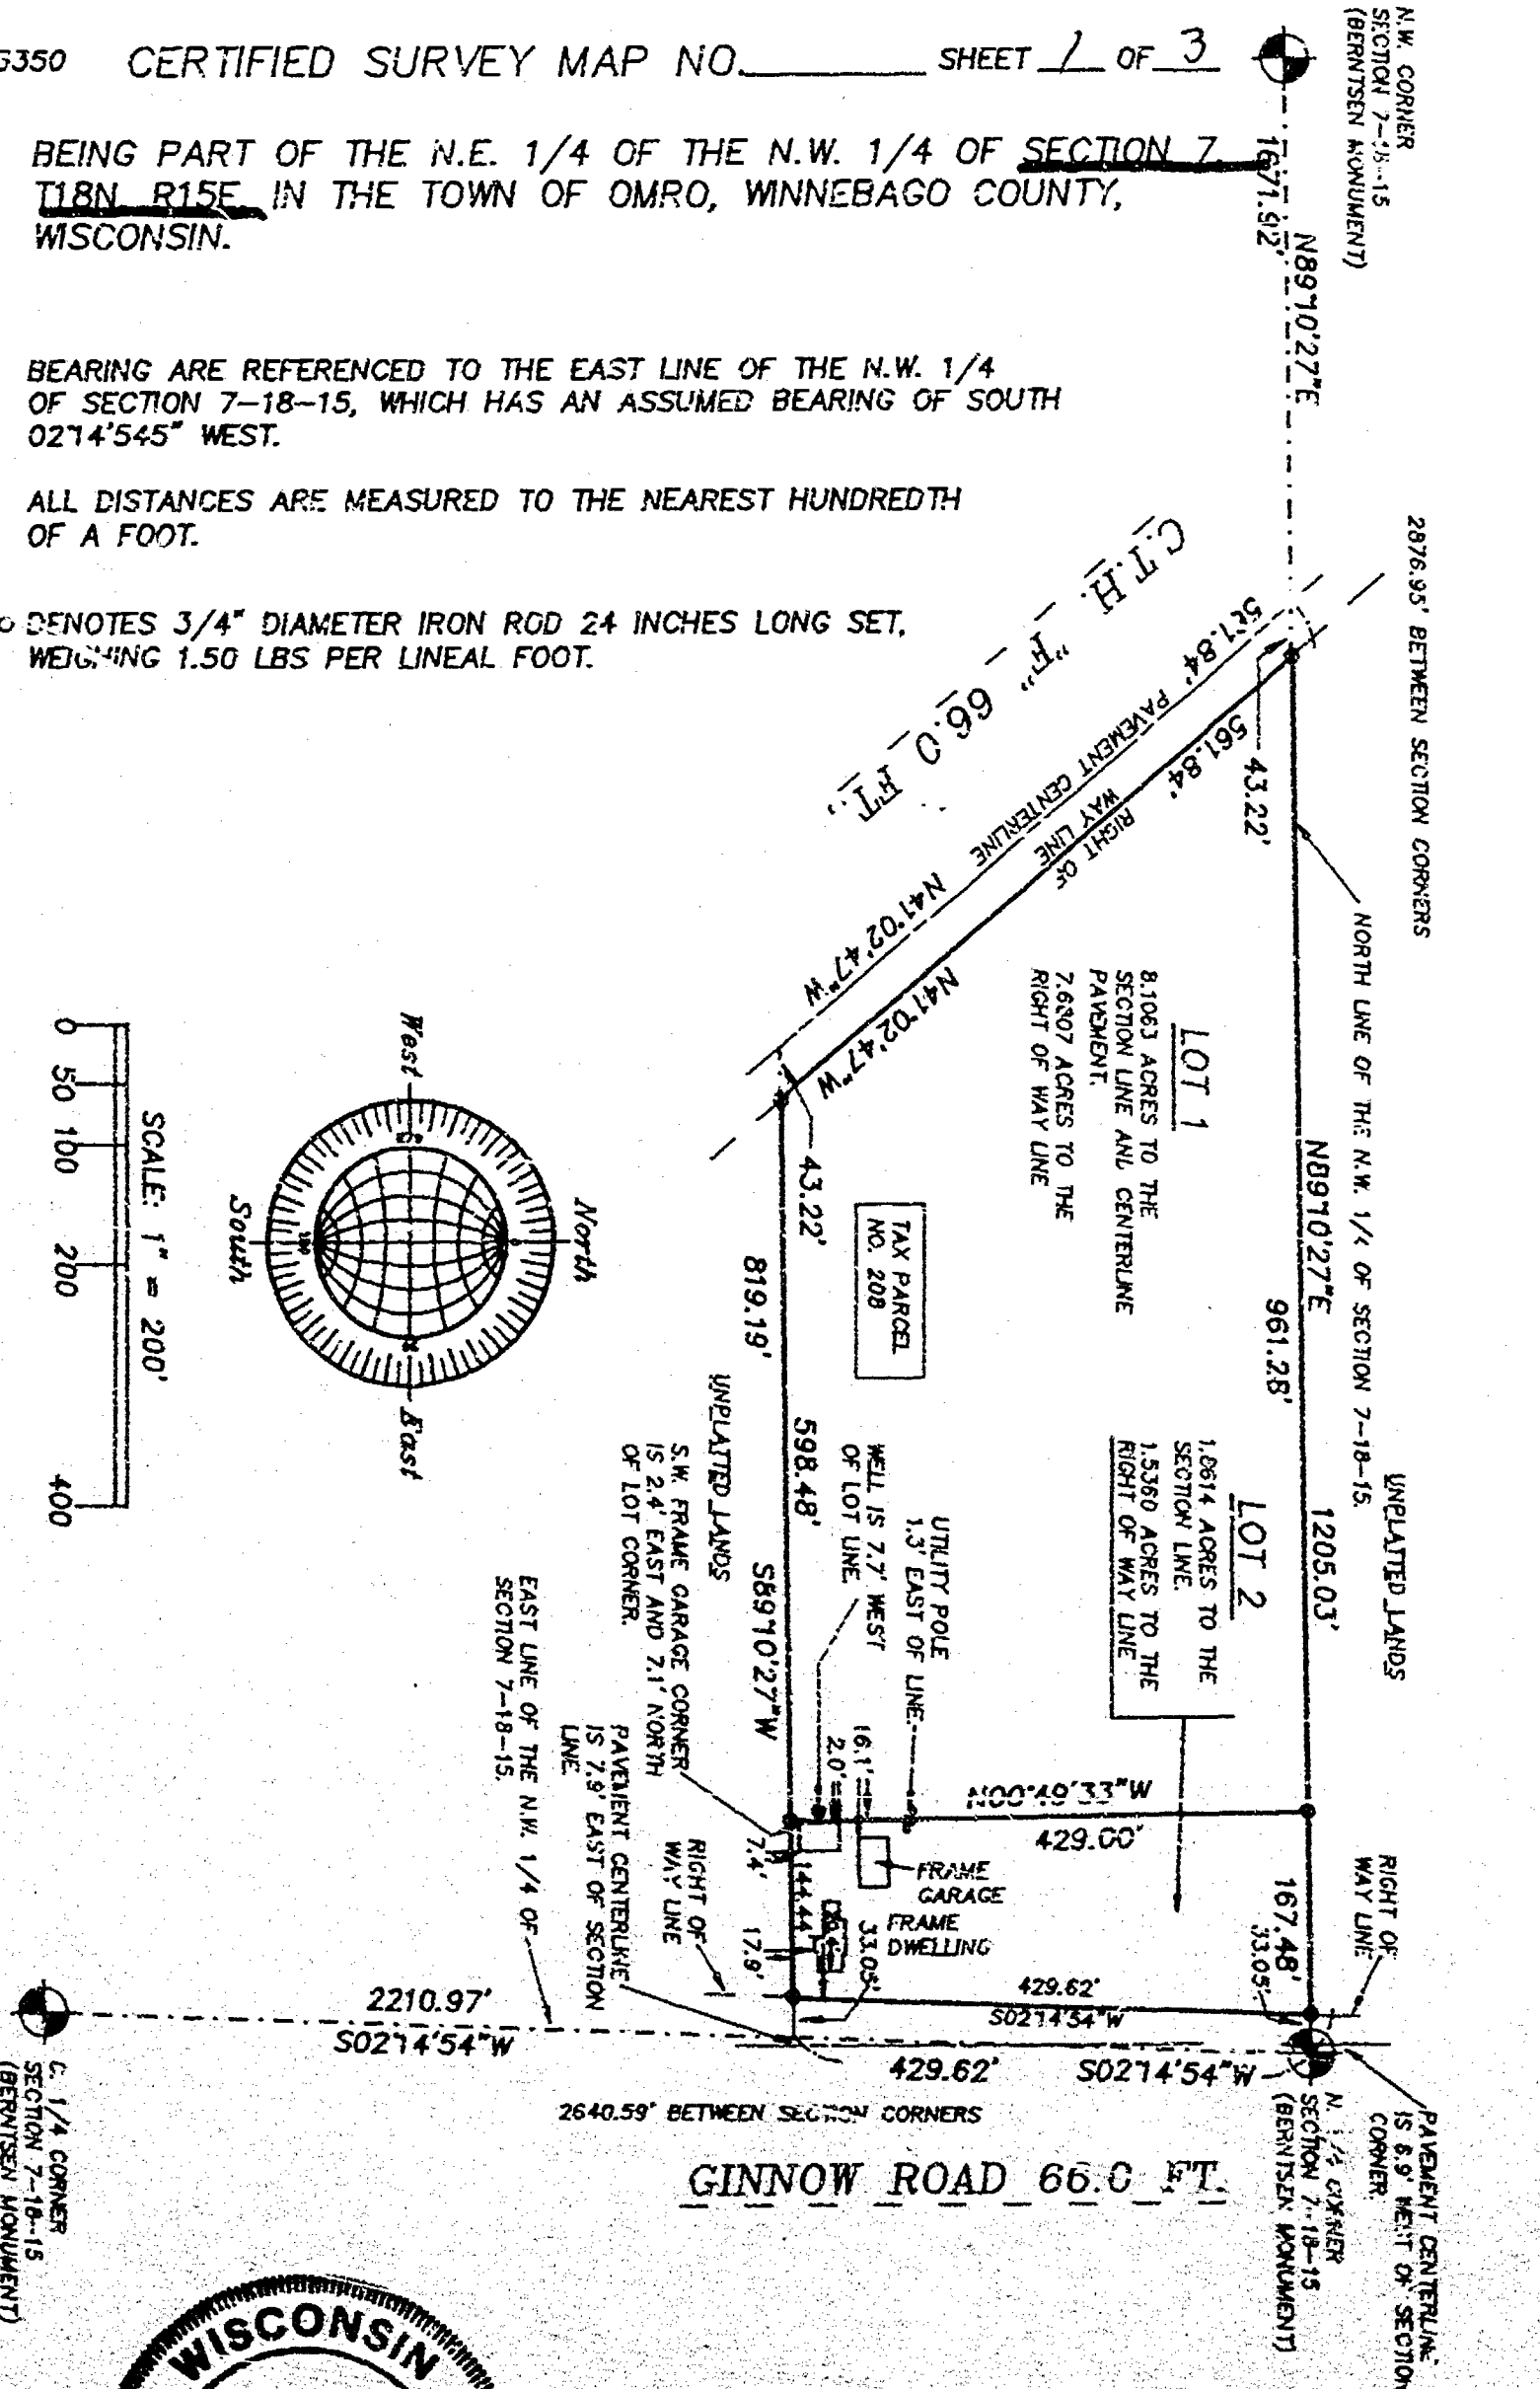 6350 CERTIFIED SURVEY MAP NO. SHEET 1 OF 3
BEING PART OF THE N.E. 1/4 OF THE N.W. 1/4 OF SECTION 7
T18N R15E IN THE TOWN OF OMRO, WINNEBAGO COUNTY,
WISCONSIN.
BEARING ARE REFERENCED TO THE EAST LINE OF THE N.W. 1/4
OF SECTION 7-18-15, WHICH HAS AN ASSUMED BEARING OF SOUTH
02°14'545" WEST.
ALL DISTANCES ARE MEASURED TO THE NEAREST HUNDREDTH
OF A FOOT.
DENOTES 3/4" DIAMETER IRON ROD 24 INCHES LONG SET,
WEIGHING 1.50 LBS PER LINEAL FOOT.
N.W. CORNER
SECTION 7-18-15
(BERNTSEN MONUMENT)
1671.92'
N89°10'27"E
2876.95' BETWEEN SECTION CORNERS
C.T.H. "F" 66.0 FT.
561.84' PAVEMENT CENTERLINE N41°02'47"W
561.84'
RIGHT OF
WAY LINE
N41°02'47"W
43.22'
NORTH LINE OF THE N.W. 1/4 OF SECTION 7-18-15.
N89°10'27"E
961.28'
1205.03'
UNPLATTED LANDS
LOT 1
8.1063 ACRES TO THE
SECTION LINE AND CENTERLINE
PAVEMENT.
7.6807 ACRES TO THE
RIGHT OF WAY LINE
TAX PARCEL
NO. 208
43.22'
819.19'
598.48'
S89°10'27"W
UNPLATTED LANDS
LOT 2
1.8614 ACRES TO THE
SECTION LINE.
1.5360 ACRES TO THE
RIGHT OF WAY LINE
UTILITY POLE
1.3' EAST OF LINE.
WELL IS 7.7' WEST
OF LOT LINE.
S.W. FRAME GARAGE CORNER
IS 2.4' EAST AND 7.1' NORTH
OF LOT CORNER.
16.1'
2.0'
N00°49'33"W
429.00'
FRAME
GARAGE
FRAME
DWELLING
7.4'
144.44'
17.9'
33.05'
167.48'
33.05'
RIGHT OF
WAY LINE
RIGHT OF
WAY LINE
429.62'
S02°14'54"W
PAVEMENT CENTERLINE
IS 7.9' EAST OF SECTION
LINE
EAST LINE OF THE N.W. 1/4 OF
SECTION 7-18-15.
2210.97'
S02°14'54"W
429.62' S02°14'54"W
2640.59' BETWEEN SECTION CORNERS
GINNOW ROAD 66.0 FT.
PAVEMENT CENTERLINE
IS 6.9' WEST OF SECTION
CORNER.
N. 1/4 CORNER
SECTION 7-18-15
(BERNTSEN MONUMENT)
C. 1/4 CORNER
SECTION 7-18-15
(BERNTSEN MONUMENT)
North
West
East
South
SCALE: 1" = 200'
0 50 100 200 400
WISCONSIN